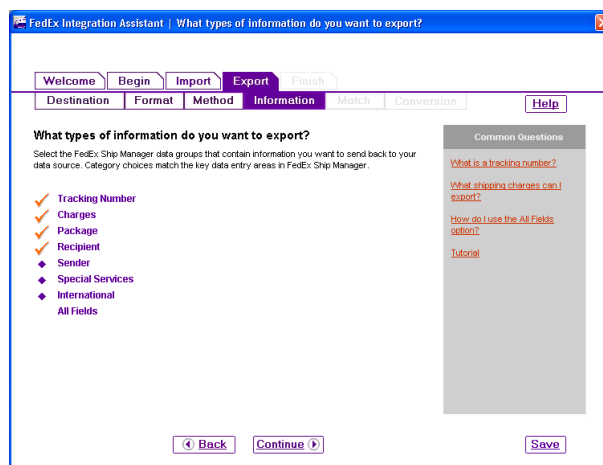 FedEx Integration Assistant | What types of information do you want to export?
Welcome Begin Import Export Finish
Destination Format Method Information Match Conversion Help
What types of information do you want to export?
Select the FedEx Ship Manager data groups that contain information you want to send back to your
data source. Category choices match the key data entry areas in FedEx Ship Manager.
Tracking Number
Charges
Package
Recipient
Sender
Special Services
International
All Fields
Common Questions
What is a tracking number?
What shipping charges can I
export?
How do I use the All Fields
option?
Tutorial
Back Continue Save